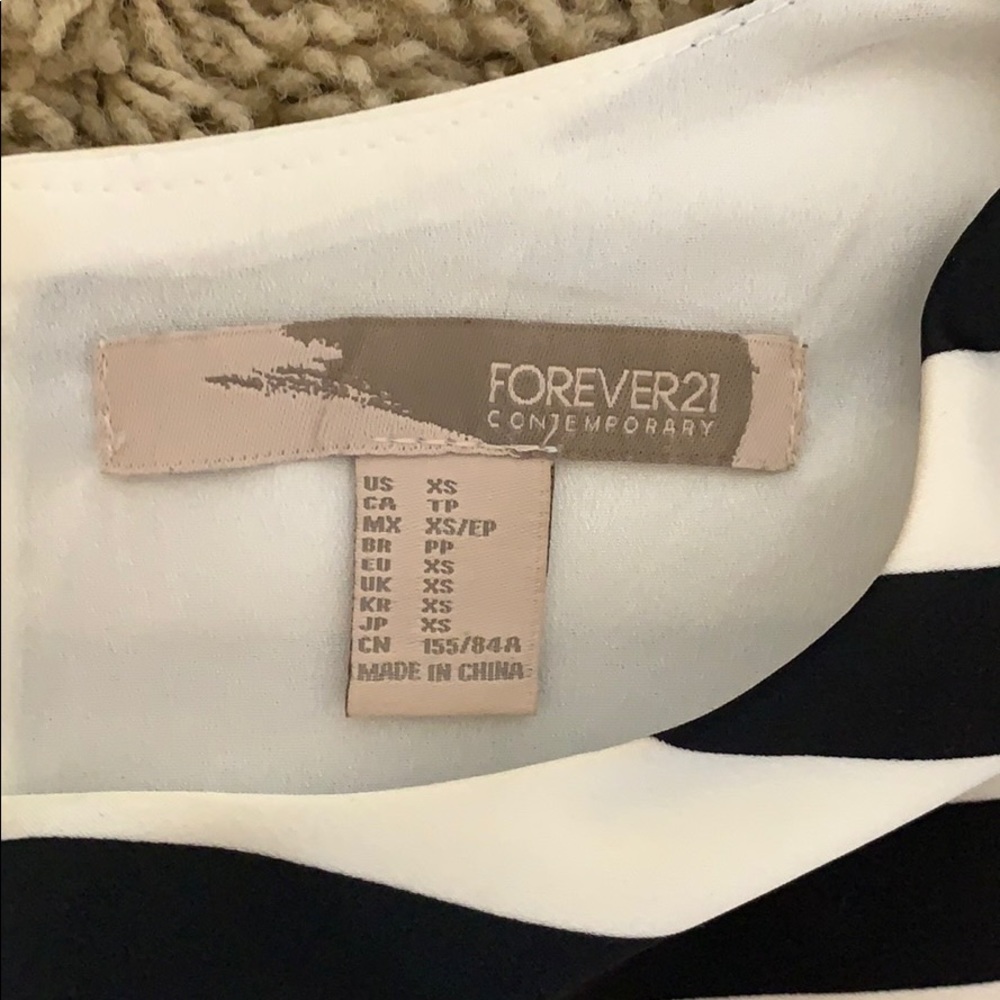 FOREVER21
CONTEMPORARY
US XS
CA TP
MX XS/EP
BR PP
EU XS
UK XS
KR XS
JP XS
CN 155/84A
MADE IN CHINA